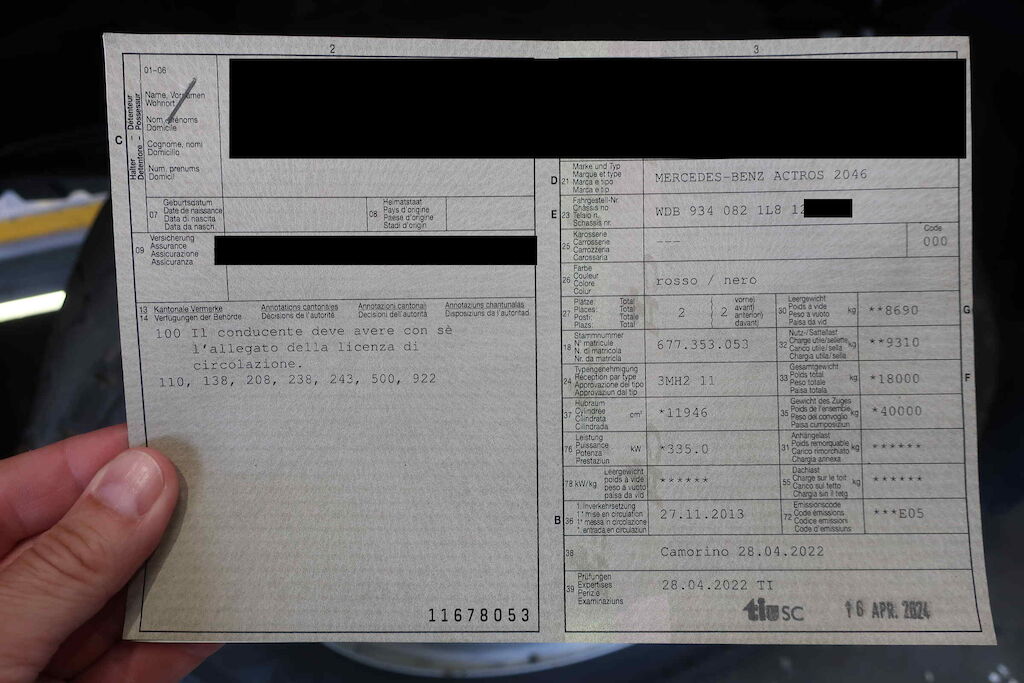 2
3
C
Halter - Détenteur
Detentore - Possessur
01-06
Name, Vornamen
Wohnort
Nom, prénoms
Domicile
Cognome, nomi
Domicilio
Num, prenums
Domicil
07
Geburtsdatum
Date de naissance
Data di nascita
Data da nasch.
08
Heimatstaat
Pays d'origine
Paese d'origine
Stadi d'origin
09
Versicherung
Assurance
Assicurazione
Assicuranza
13
14
Kantonale Vermerke
Verfügungen der Behörde
Annotations cantonales
Décisions de l'autorité
Annotazioni cantonali
Decisioni dell'autorità
Annotaziuns chantunalas
Disposiziuns da l'autoritad.
100 Il conducente deve avere con sè
l'allegato della licenza di
circolazione.
110, 138, 208, 238, 243, 500, 922
11678053
D
21
Marke und Typ
Marque et type
Marca e tipo
Marca e tip
MERCEDES-BENZ ACTROS 2046
E
23
Fahrgestell-Nr.
Châssis no
Telaio n.
Schassis nr.
WDB 934 082 1L8 12
25
Karosserie
Carrosserie
Carrozzeria
Carossaria
---
Code
000
26
Farbe
Couleur
Colore
Colur
rosso / nero
27
Plätze: Total
Places: Total
Posti: Totale
Plazs: Total
2
vorne)
avant)
anteriori)
davant)
2
30
Leergewicht
Poids à vide
Peso a vuoto
Paisa da vid
kg
**8690
G
18
Stammnummer
N° matricule
N. di matricola
Nr. da matricla
677.353.053
32
Nutz-/Sattellast
Charge utile/sellette
Carico utile/sella
Chargia utila/sella
kg
**9310
24
Typengenehmigung
Réception par type
Approvazione del tipo
Approvaziun dal tip
3MH2 11
33
Gesamtgewicht
Poids total
Peso totale
Paisa totala
kg
*18000
F
37
Hubraum
Cylindrée
Cilindrata
Cilindrada
cm³
*11946
35
Gewicht des Zuges
Poids de l'ensemble
Peso del convoglio
Paisa cumposiziun
kg
*40000
76
Leistung
Puissance
Potenza
Prestaziun
kW
*335.0
31
Anhängelast
Poids remorquable
Carico rimorchiato
Chargia annexa
kg
******
78 kW/kg
Leergewicht
poids à vide
peso a vuoto
paisa da vid
******
55
Dachlast
Charge sur le toit
Carico sul tetto
Chargia sin il tetg
kg
******
B
36
1. Inverkehrsetzung
1re mise en circulation
1a messa in circolazione
1. entrada en circulaziun
27.11.2013
72
Emissionscode
Code émissions
Codice emissioni
Code d'emissiuns
***E05
38
Camorino 28.04.2022
39
Prüfungen
Expertises
Perizie
Examinaziuns
28.04.2022 TI
SC
16 APR. 2024